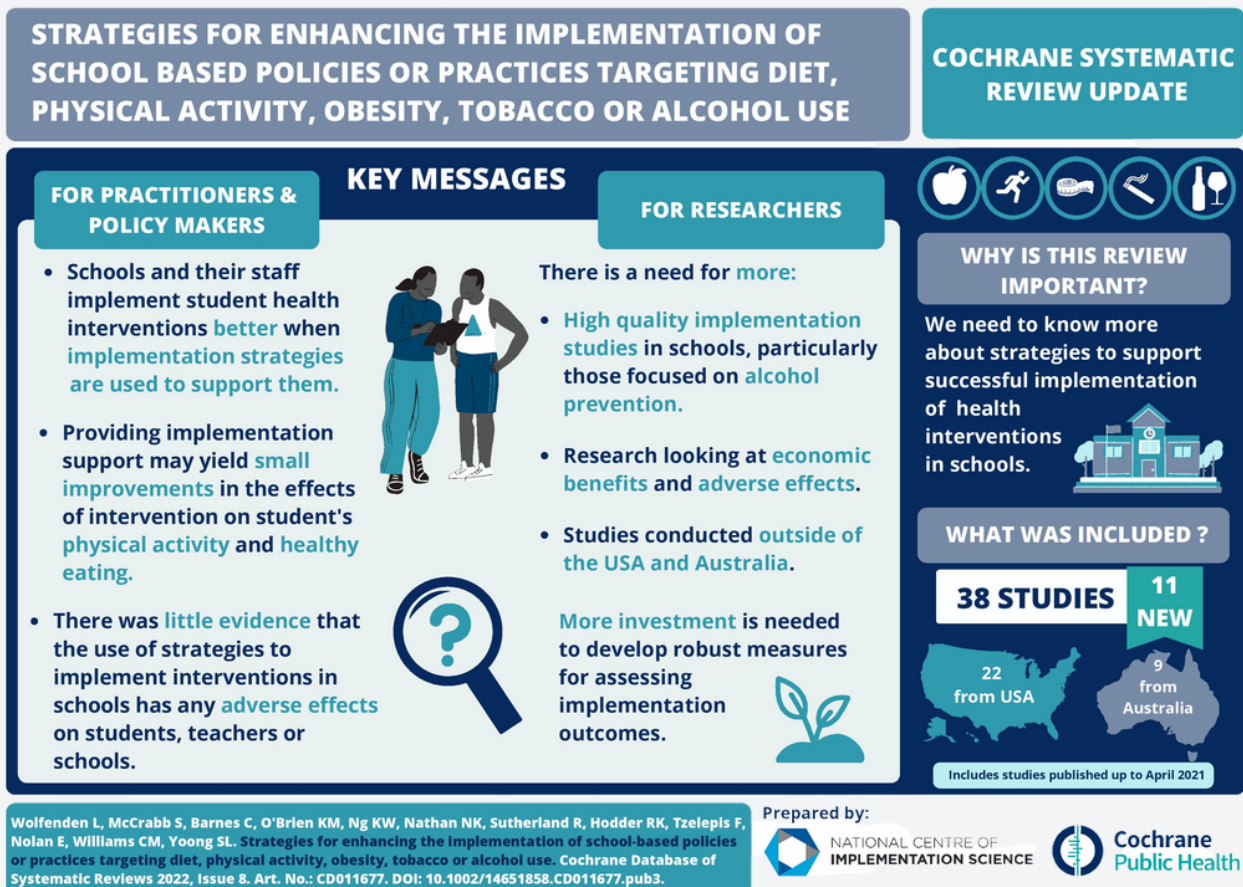 STRATEGIES FOR ENHANCING THE IMPLEMENTATION OF
SCHOOL BASED POLICIES OR PRACTICES TARGETING DIET,
PHYSICAL ACTIVITY, OBESITY, TOBACCO OR ALCOHOL USE
COCHRANE SYSTEMATIC
REVIEW UPDATE
KEY MESSAGES
FOR PRACTITIONERS &
POLICY MAKERS
• Schools and their staff
implement student health
interventions better when
implementation strategies
are used to support them.
• Providing implementation
support may yield small
improvements in the effects
of intervention on student's
physical activity and healthy
eating.
• There was little evidence that
the use of strategies to
implement interventions in
schools has any adverse effects
on students, teachers or
schools.
?
FOR RESEARCHERS
There is a need for more:
• High quality implementation
studies in schools, particularly
those focused on alcohol
prevention.
• Research looking at economic
benefits and adverse effects.
• Studies conducted outside of
the USA and Australia.
More investment is needed
to develop robust measures
for assessing
implementation
outcomes.
WHY IS THIS REVIEW
IMPORTANT?
We need to know more
about strategies to support
successful implementation
of health
interventions
in schools.
WHAT WAS INCLUDED ?
38 STUDIES
11
NEW
22
from USA
9
from
Australia
Includes studies published up to April 2021
Wolfenden L, McCrabb S, Barnes C, O'Brien KM, Ng KW, Nathan NK, Sutherland R, Hodder RK, Tzelepis F,
Nolan E, Williams CM, Yoong SL. Strategies for enhancing the implementation of school-based policies
or practices targeting diet, physical activity, obesity, tobacco or alcohol use. Cochrane Database of
Systematic Reviews 2022, Issue 8. Art. No.: CD011677. DOI: 10.1002/14651858.CD011677.pub3.
Prepared by:
NATIONAL CENTRE OF
IMPLEMENTATION SCIENCE
Cochrane
Public Health